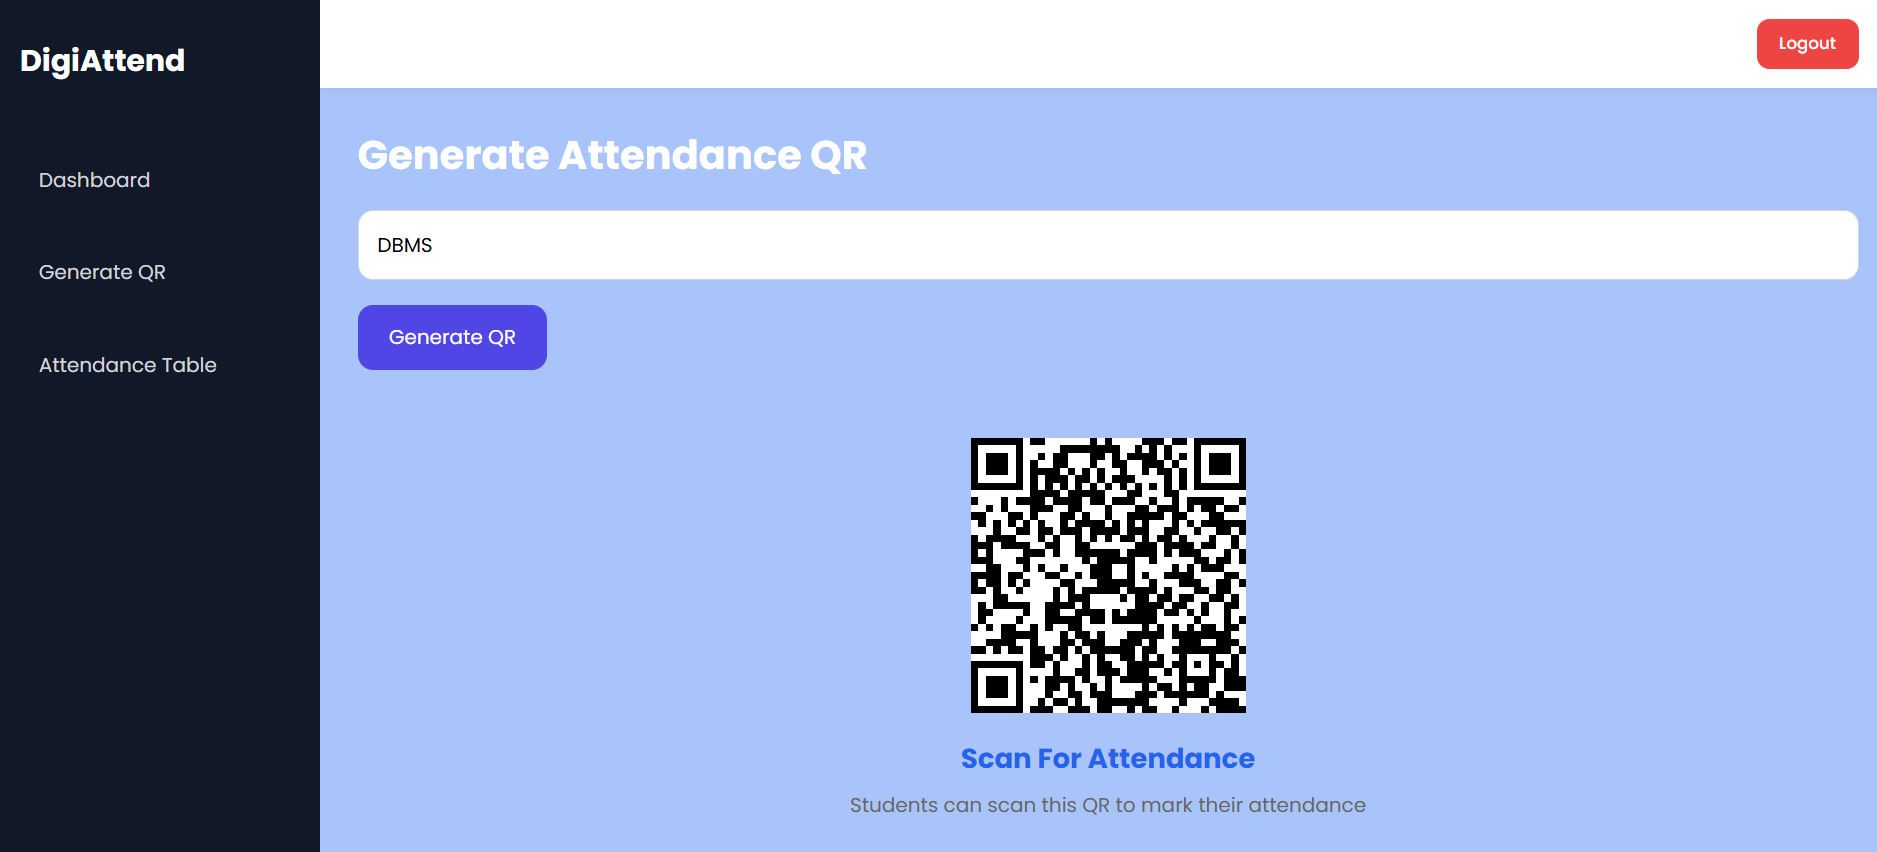 DigiAttend
Dashboard
Generate QR
Attendance Table
Logout
Generate Attendance QR
DBMS
Generate QR
Scan For Attendance
Students can scan this QR to mark their attendance